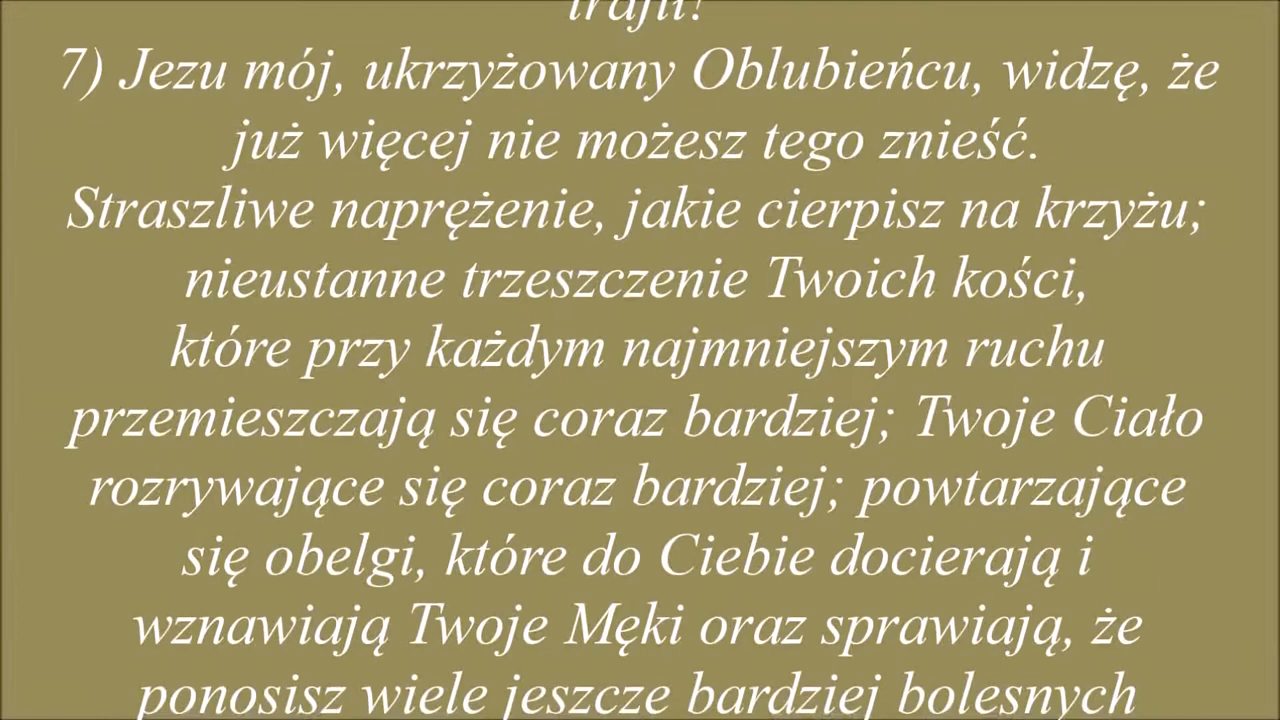 7) Jezu mój, ukrzyżowany Oblubieńcu, widzę, że
już więcej nie możesz tego znieść.
Straszliwe naprężenie, jakie cierpisz na krzyżu;
nieustanne trzeszczenie Twoich kości,
które przy każdym najmniejszym ruchu
przemieszczają się coraz bardziej; Twoje Ciało
rozrywające się coraz bardziej; powtarzające
się obelgi, które do Ciebie docierają i
wznawiają Twoje Męki oraz sprawiają, że
ponosisz wiele jeszcze bardziej bolesnych